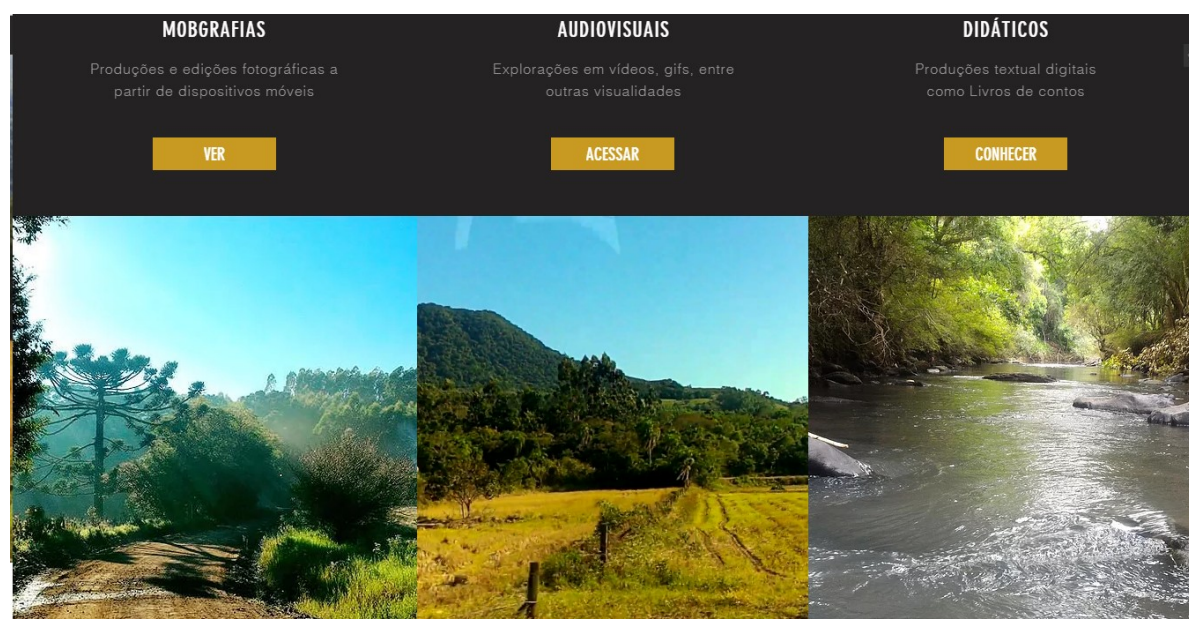 MOBGRAFIAS
Produções e edições fotográficas a
partir de dispositivos móveis
VER
AUDIOVISUAIS
Explorações em vídeos, gifs, entre
outras visualidades
ACESSAR
DIDÁTICOS
Produções textual digitais
como Livros de contos
CONHECER